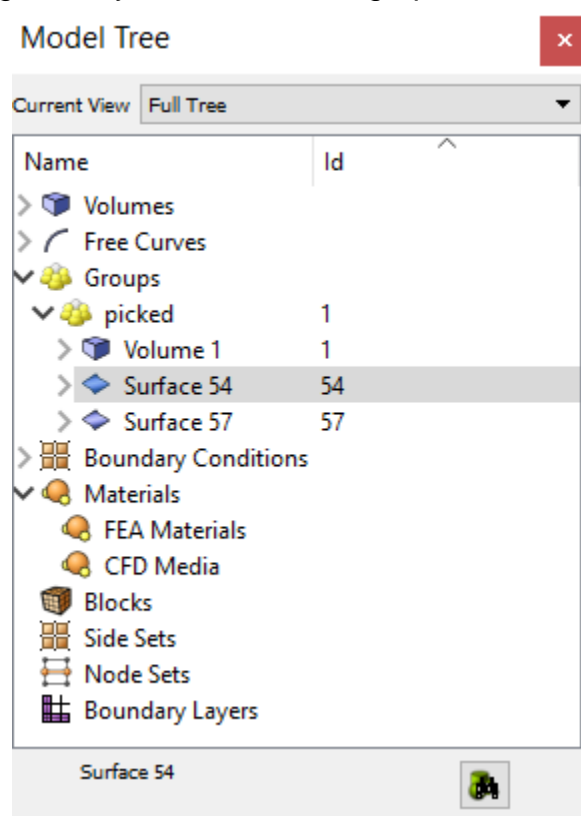 Model Tree
Current View Full Tree
Name Id
Volumes
Free Curves
Groups
picked 1
Volume 1 1
Surface 54 54
Surface 57 57
Boundary Conditions
Materials
FEA Materials
CFD Media
Blocks
Side Sets
Node Sets
Boundary Layers
Surface 54